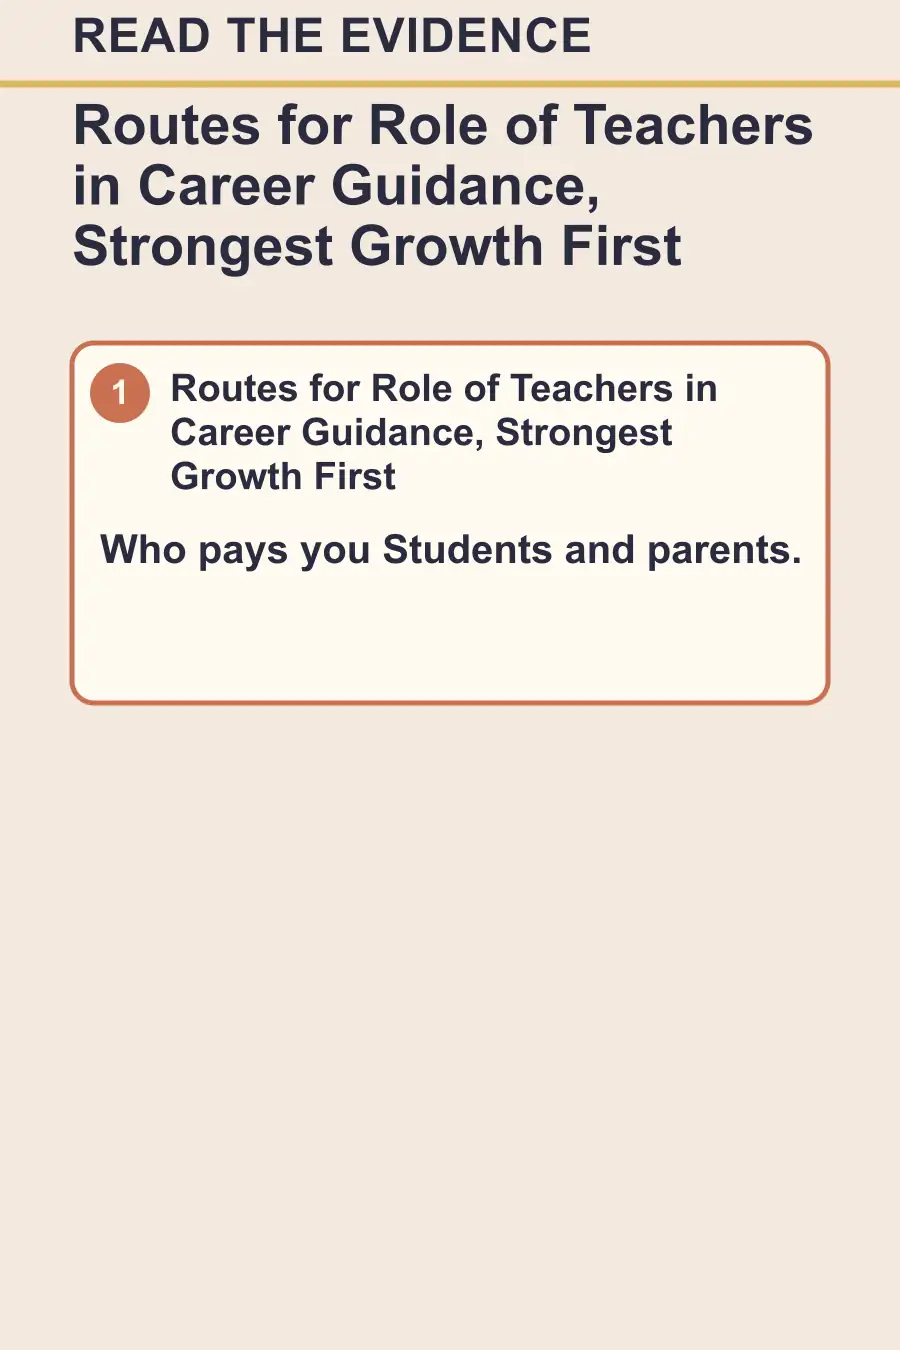 READ THE EVIDENCE
Routes for Role of Teachers
in Career Guidance,
Strongest Growth First
1
Routes for Role of Teachers in
Career Guidance, Strongest
Growth First
Who pays you Students and parents.